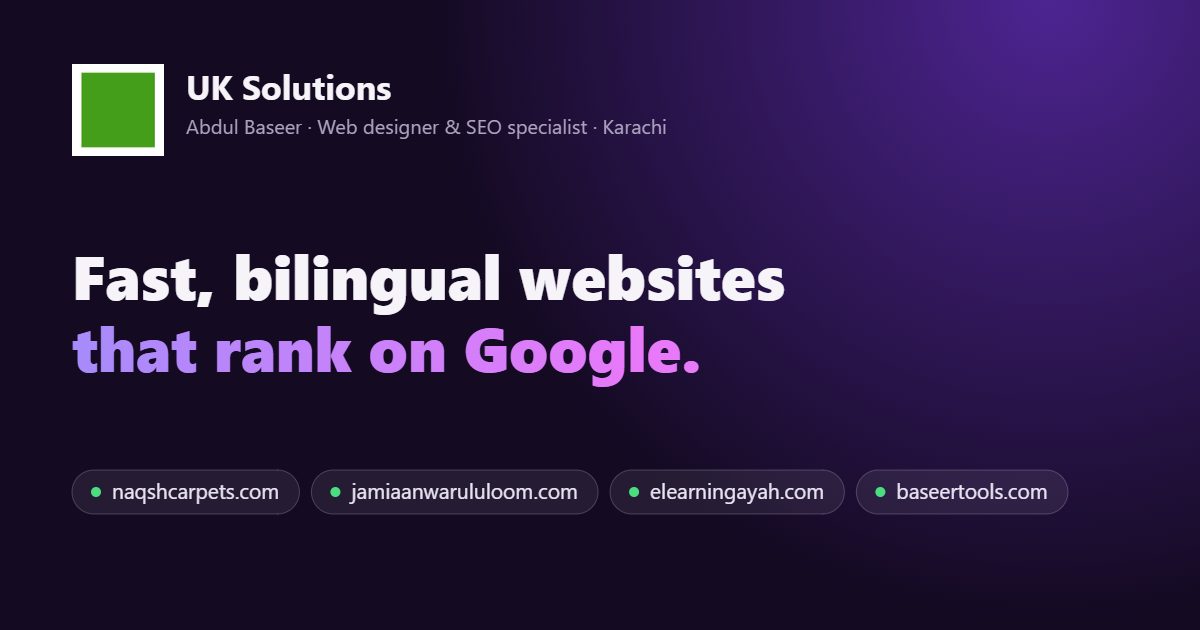 UK Solutions
Abdul Baseer · Web designer & SEO specialist · Karachi
Fast, bilingual websites
that rank on Google.
naqshcarpets.com jamiaanwarululoom.com elearningayah.com baseertools.com